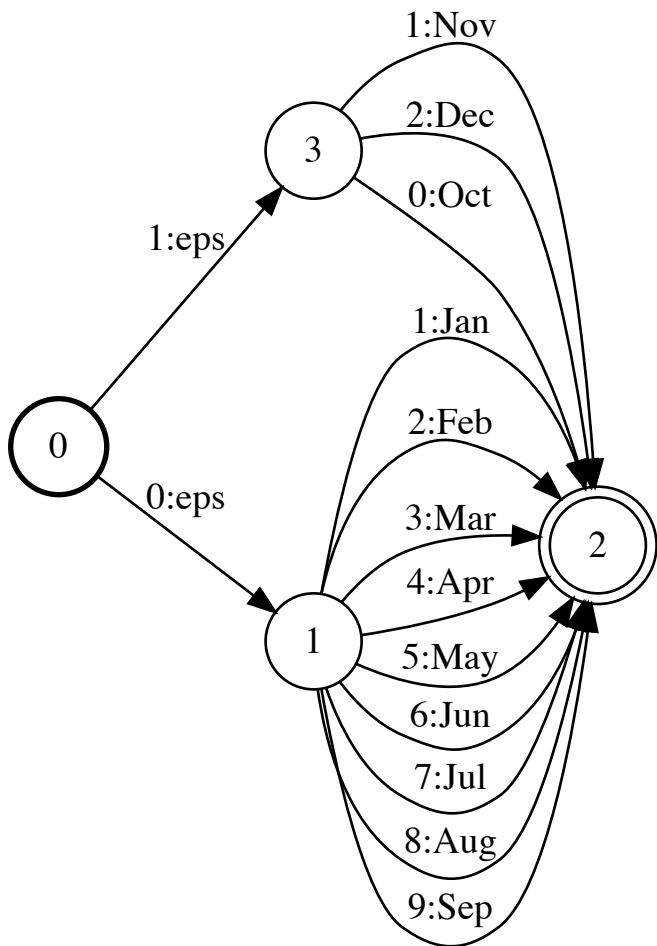 1:Nov
2:Dec
3
0:Oct
1:eps
1:Jan
2:Feb
0
0:eps
3:Mar
2
4:Apr
1
5:May
6:Jun
7:Jul
8:Aug
9:Sep